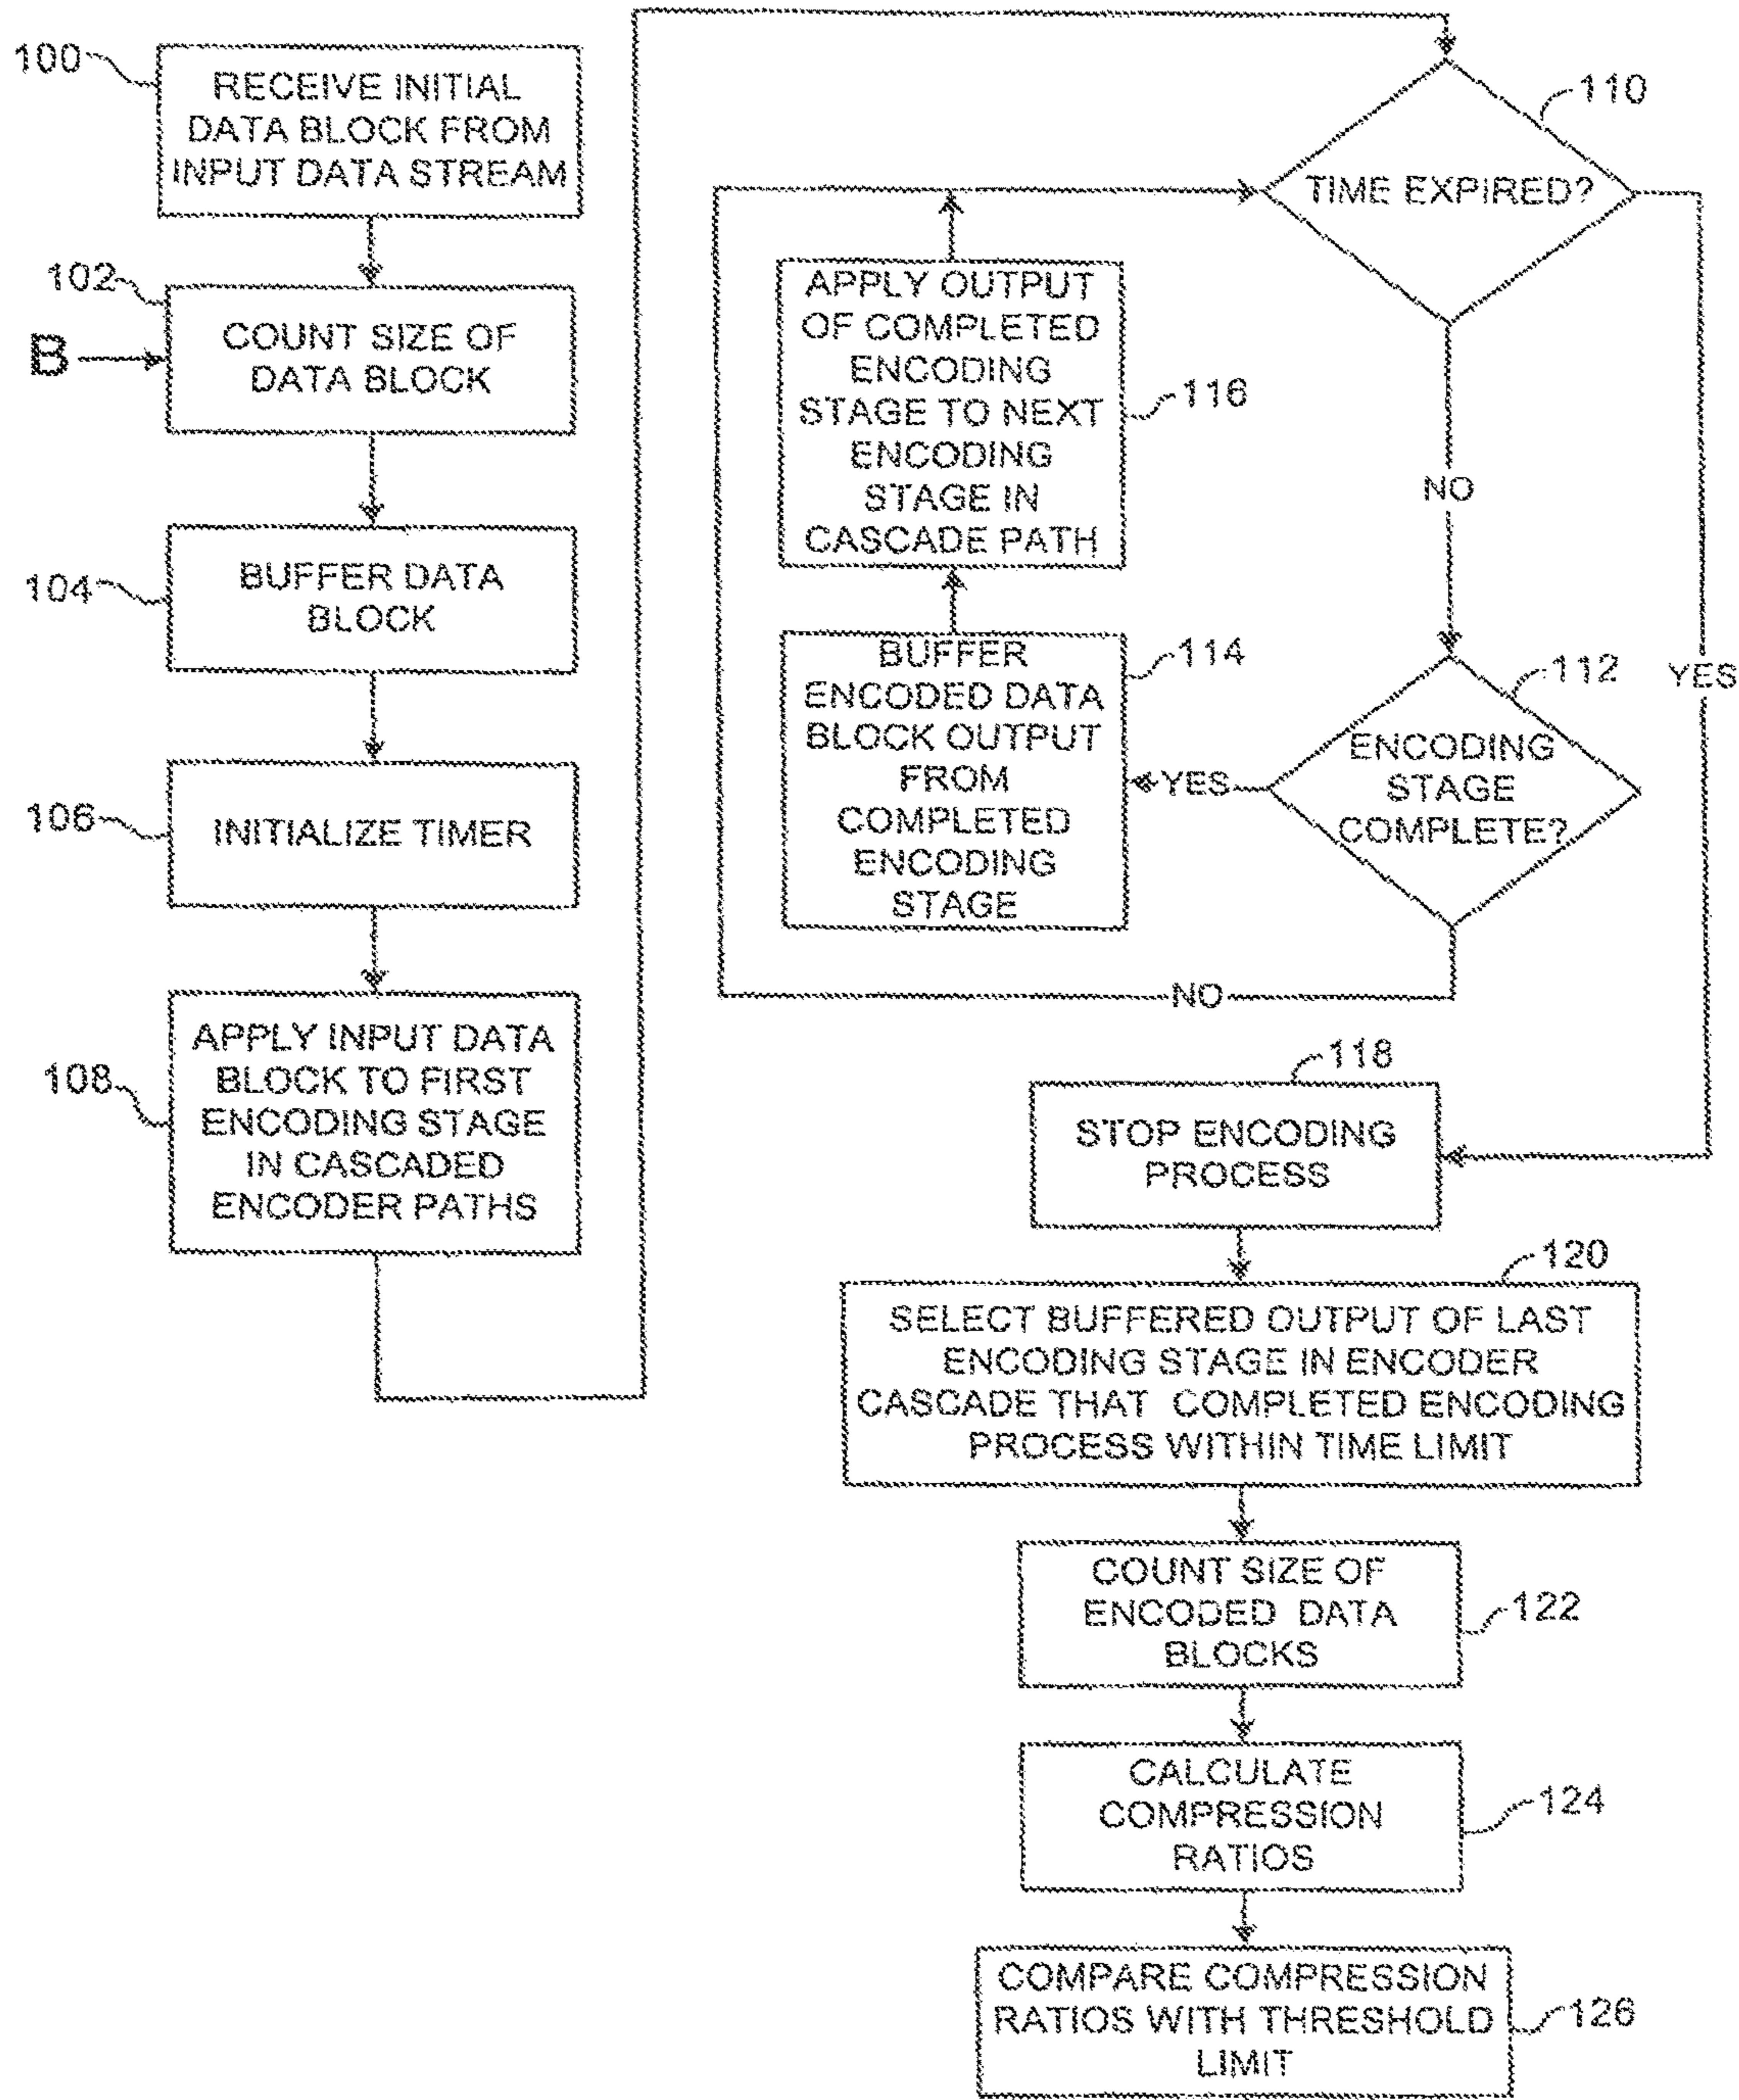 100
RECEIVE INITIAL
DATA BLOCK FROM
INPUT DATA STREAM
102
B
COUNT SIZE OF
DATA BLOCK
104
BUFFER DATA
BLOCK
106
INITIALIZE TIMER
108
APPLY INPUT DATA
BLOCK TO FIRST
ENCODING STAGE
IN CASCADED
ENCODER PATHS
110
TIME EXPIRED?
NO
YES
112
ENCODING
STAGE
COMPLETE?
YES
NO
114
BUFFER
ENCODED DATA
BLOCK OUTPUT
FROM
COMPLETED
ENCODING
STAGE
116
APPLY OUTPUT
OF COMPLETED
ENCODING
STAGE TO NEXT
ENCODING
STAGE IN
CASCADE PATH
118
STOP ENCODING
PROCESS
120
SELECT BUFFERED OUTPUT OF LAST
ENCODING STAGE IN ENCODER
CASCADE THAT COMPLETED ENCODING
PROCESS WITHIN TIME LIMIT
COUNT SIZE OF
ENCODED DATA
BLOCKS
122
CALCULATE
COMPRESSION
RATIOS
124
COMPARE COMPRESSION
RATIOS WITH THRESHOLD
LIMIT
126